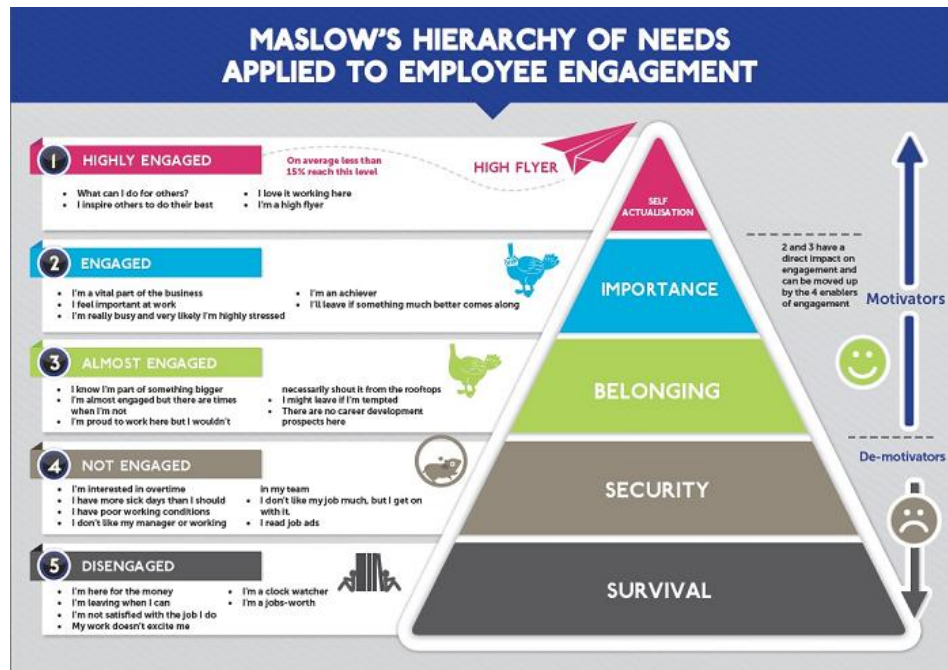 MASLOW'S HIERARCHY OF NEEDS
APPLIED TO EMPLOYEE ENGAGEMENT
1 HIGHLY ENGAGED
On average less than
15% reach this level
HIGH FLYER
• What can I do for others?
• I inspire others to do their best
• I love it working here
• I'm a high flyer
SELF
ACTUALISATION
2 ENGAGED
• I'm a vital part of the business
• I feel important at work
• I'm really busy and very likely I'm highly stressed
• I'm an achiever
• I'll leave if something much better comes along
IMPORTANCE
2 and 3 have a
direct impact on
engagement and
can be moved up
by the 4 enablers
of engagement
Motivators
3 ALMOST ENGAGED
• I know I'm part of something bigger
• I'm almost engaged but there are times
when I'm not
• I'm proud to work here but I wouldn't
necessarily shout it from the rooftops
• I might leave if I'm tempted
• There are no career development
prospects here
BELONGING
De-motivators
4 NOT ENGAGED
• I'm interested in overtime
• I have more sick days than I should
• I have poor working conditions
• I don't like my manager or working
in my team
• I don't like my job much, but I get on
with it.
• I read job ads
SECURITY
5 DISENGAGED
• I'm here for the money
• I'm leaving when I can
• I'm not satisfied with the job I do
• My work doesn't excite me
• I'm a clock watcher
• I'm a jobs-worth
SURVIVAL